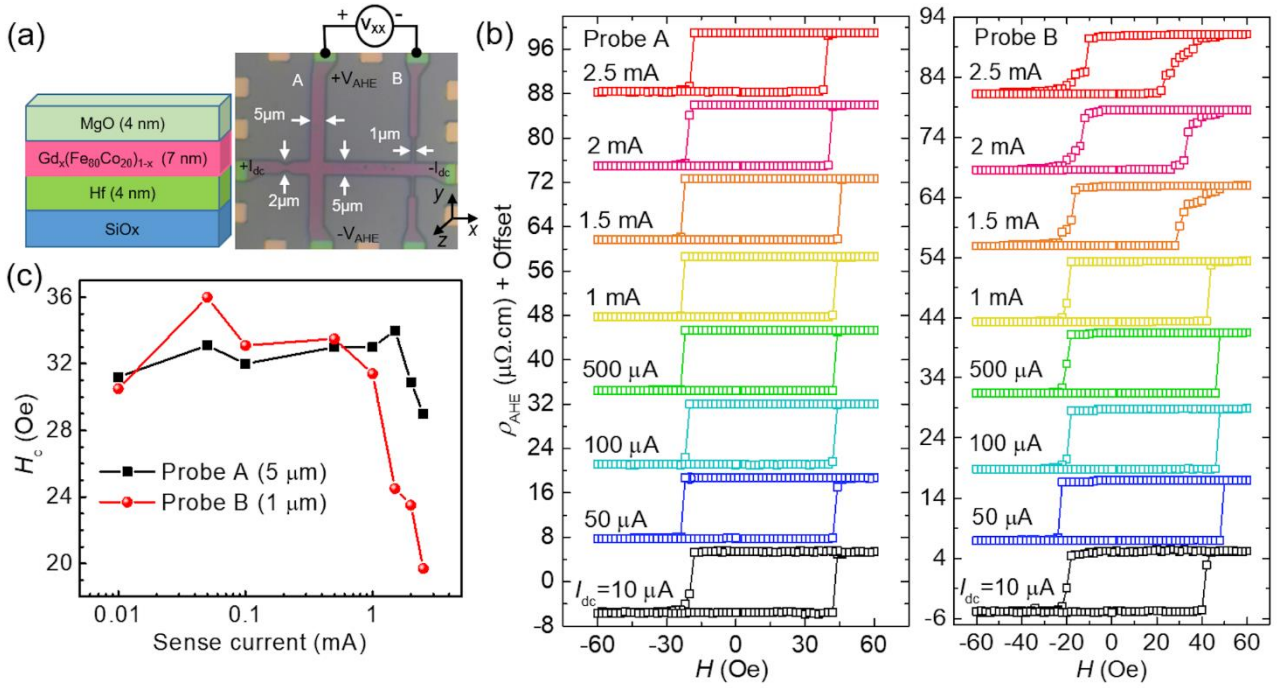 (a)
+ V_XX -
A
+V_AHE
B
5μm
1μm
MgO (4 nm)
Gd_x(Fe_80Co_20)_1-x (7 nm)
+I_dc
-I_dc
Hf (4 nm)
2μm
5μm
y
x
z
SiOx
-V_AHE
(b)
Probe A
2.5 mA
2 mA
1.5 mA
1 mA
500 μA
100 μA
50 μA
I_dc=10 μA
96
88
80
72
64
56
48
40
32
24
16
8
0
-8
ρ_AHE (μΩ.cm) + Offset
-60 -30 0 30 60
H (Oe)
Probe B
2.5 mA
2 mA
1.5 mA
1 mA
500 μA
100 μA
50 μA
I_dc=10 μA
94
84
74
64
54
44
34
24
14
4
-6
-60 -40 -20 0 20 40 60
H (Oe)
(c)
36
32
28
24
20
H_c (Oe)
Probe A (5 μm)
Probe B (1 μm)
0.01 0.1 1
Sense current (mA)